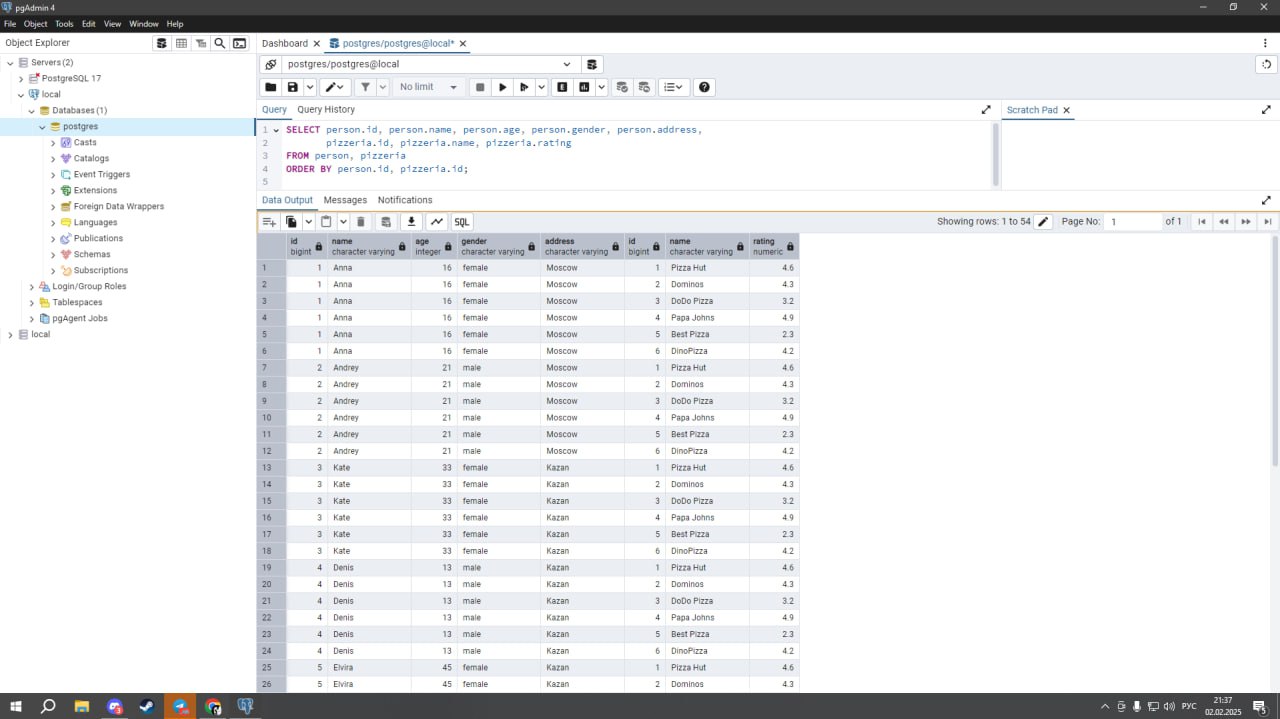 pgAdmin 4
File Object Tools Edit View Window Help
Object Explorer
Dashboard
postgres/postgres@local*
Servers (2)
PostgreSQL 17
local
Databases (1)
postgres
Casts
Catalogs
Event Triggers
Extensions
Foreign Data Wrappers
Languages
Publications
Schemas
Subscriptions
Login/Group Roles
Tablespaces
pgAgent Jobs
local
postgres/postgres@local
No limit
Query Query History
Scratch Pad
1 SELECT person.id, person.name, person.age, person.gender, person.address,
2 pizzeria.id, pizzeria.name, pizzeria.rating
3 FROM person, pizzeria
4 ORDER BY person.id, pizzeria.id;
5
Data Output Messages Notifications
SQL
Showing rows: 1 to 54 Page No: 1 of 1
id name age gender address id name rating
bigint character varying integer character varying character varying bigint character varying numeric
1 1 Anna 16 female Moscow 1 Pizza Hut 4.6
2 1 Anna 16 female Moscow 2 Dominos 4.3
3 1 Anna 16 female Moscow 3 DoDo Pizza 3.2
4 1 Anna 16 female Moscow 4 Papa Johns 4.9
5 1 Anna 16 female Moscow 5 Best Pizza 2.3
6 1 Anna 16 female Moscow 6 DinoPizza 4.2
7 2 Andrey 21 male Moscow 1 Pizza Hut 4.6
8 2 Andrey 21 male Moscow 2 Dominos 4.3
9 2 Andrey 21 male Moscow 3 DoDo Pizza 3.2
10 2 Andrey 21 male Moscow 4 Papa Johns 4.9
11 2 Andrey 21 male Moscow 5 Best Pizza 2.3
12 2 Andrey 21 male Moscow 6 DinoPizza 4.2
13 3 Kate 33 female Kazan 1 Pizza Hut 4.6
14 3 Kate 33 female Kazan 2 Dominos 4.3
15 3 Kate 33 female Kazan 3 DoDo Pizza 3.2
16 3 Kate 33 female Kazan 4 Papa Johns 4.9
17 3 Kate 33 female Kazan 5 Best Pizza 2.3
18 3 Kate 33 female Kazan 6 DinoPizza 4.2
19 4 Denis 13 male Kazan 1 Pizza Hut 4.6
20 4 Denis 13 male Kazan 2 Dominos 4.3
21 4 Denis 13 male Kazan 3 DoDo Pizza 3.2
22 4 Denis 13 male Kazan 4 Papa Johns 4.9
23 4 Denis 13 male Kazan 5 Best Pizza 2.3
24 4 Denis 13 male Kazan 6 DinoPizza 4.2
25 5 Elvira 45 female Kazan 1 Pizza Hut 4.6
26 5 Elvira 45 female Kazan 2 Dominos 4.3
РУС
21:37
02.02.2025
5